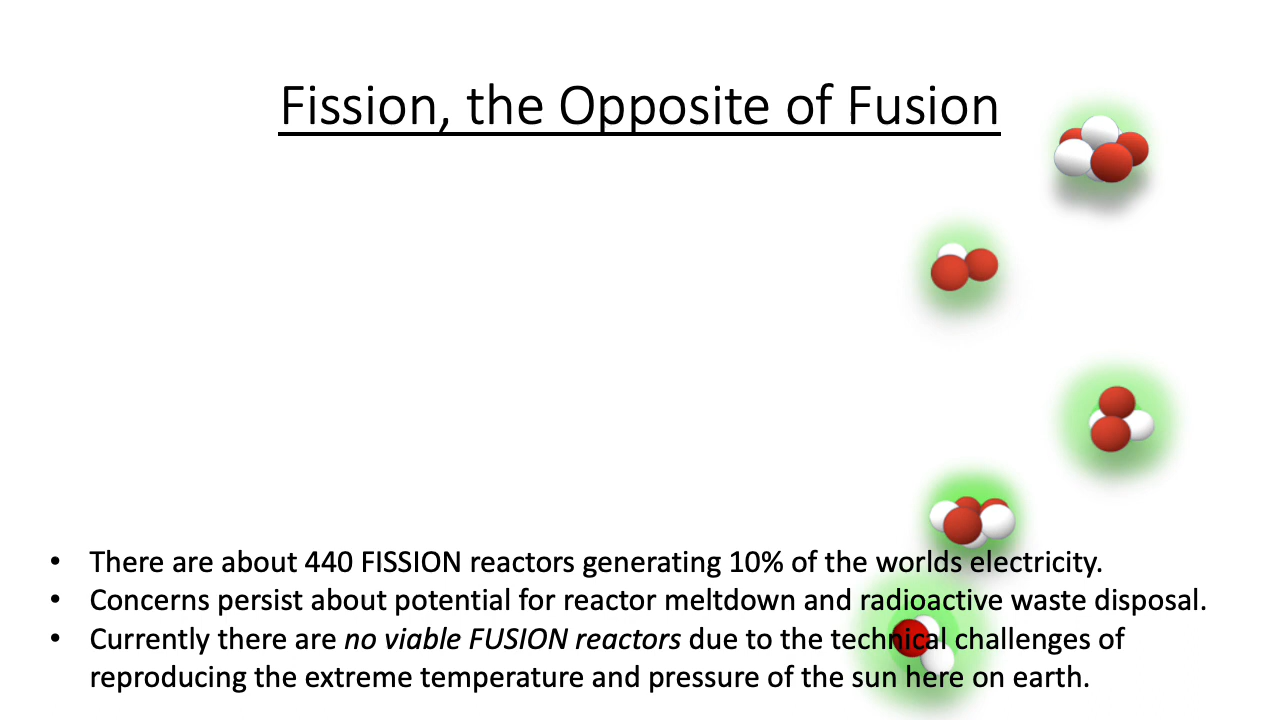 Fission, the Opposite of Fusion
• There are about 440 FISSION reactors generating 10% of the worlds electricity.
• Concerns persist about potential for reactor meltdown and radioactive waste disposal.
• Currently there are no viable FUSION reactors due to the technical challenges of
reproducing the extreme temperature and pressure of the sun here on earth.